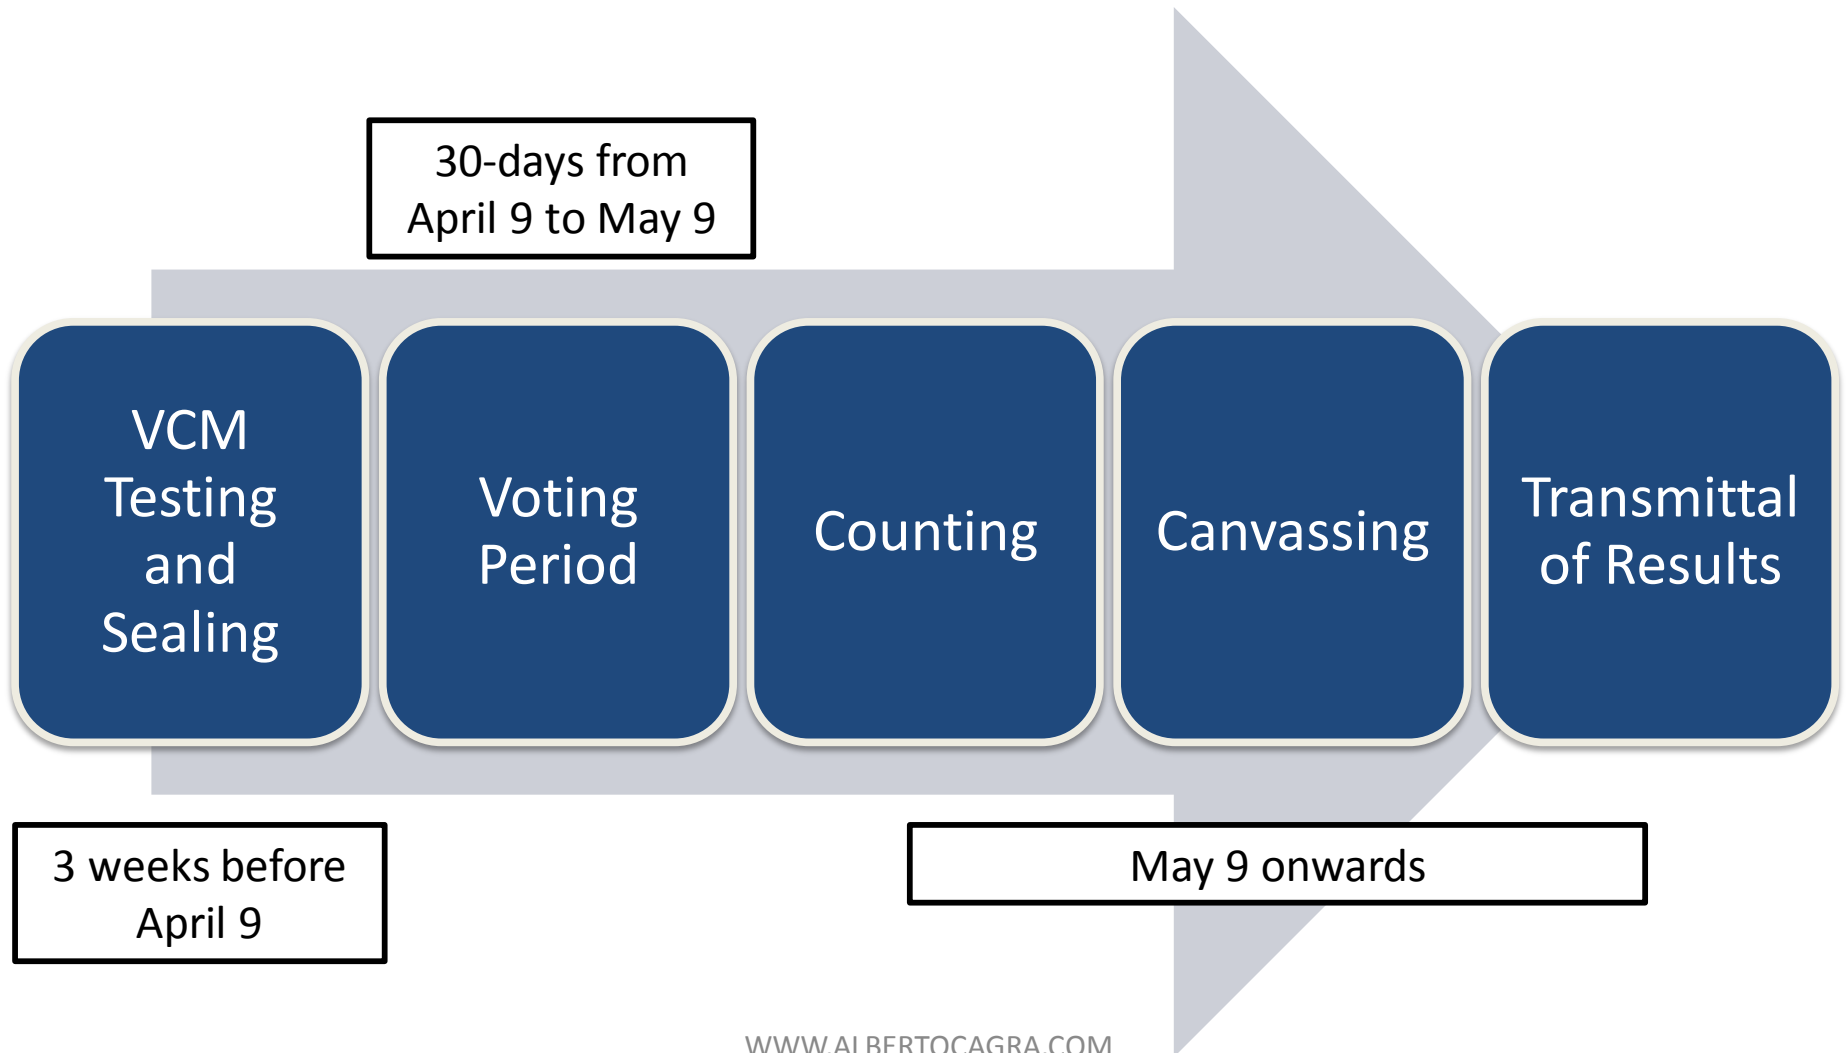 30-days from
April 9 to May 9
VCM
Testing
and
Sealing
Voting
Period
Counting
Canvassing
Transmittal
of Results
3 weeks before
April 9
May 9 onwards
WWW.ALBERTOCAGRA.COM